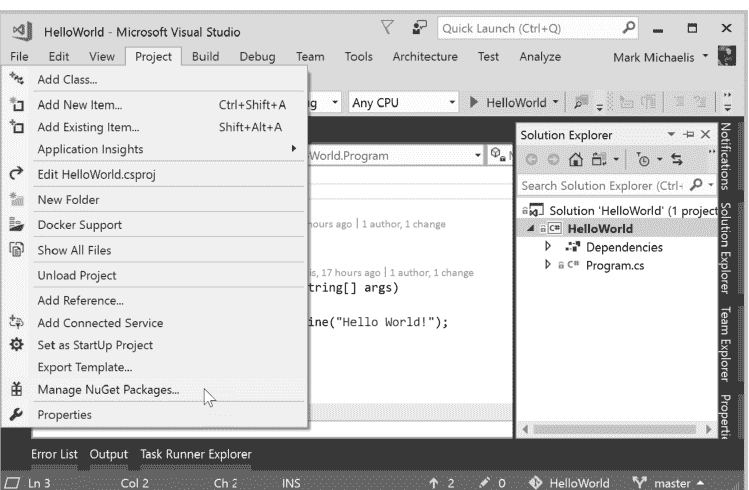 HelloWorld - Microsoft Visual Studio
Quick Launch (Ctrl+Q)
File Edit View Project Build Debug Team Tools Architecture Test Analyze Mark Michaelis
Add Class...
Add New Item... Ctrl+Shift+A
Add Existing Item... Shift+Alt+A
Application Insights
Edit HelloWorld.csproj
New Folder
Docker Support
Show All Files
Unload Project
Add Reference...
Add Connected Service
Set as StartUp Project
Export Template...
Manage NuGet Packages...
Properties
Any CPU HelloWorld
World.Program
hours ago | 1 author, 1 change
is, 17 hours ago | 1 author, 1 change
tring[] args)
ine("Hello World!");
Solution Explorer
Search Solution Explorer (Ctrl+
Solution 'HelloWorld' (1 project
C# HelloWorld
Dependencies
C# Program.cs
Notifications
Solution Explorer
Team Explorer
Properti
Error List Output Task Runner Explorer
Ln 3 Col 2 Ch 2 INS 2 0 HelloWorld master